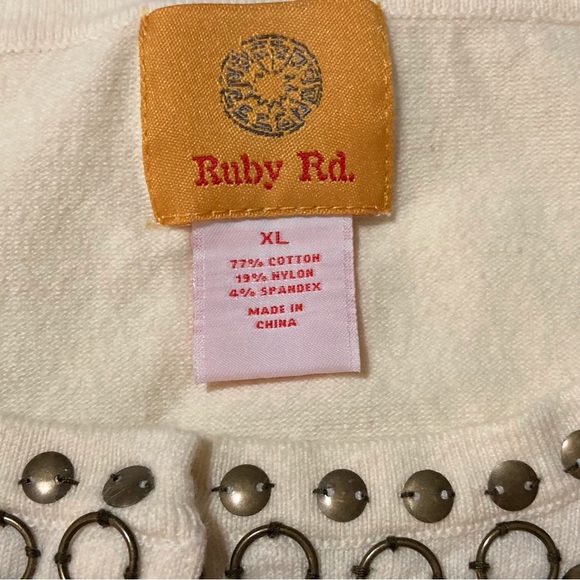 Ruby Rd.
XL
77% COTTON
19% NYLON
4% SPANDEX
MADE IN
CHINA